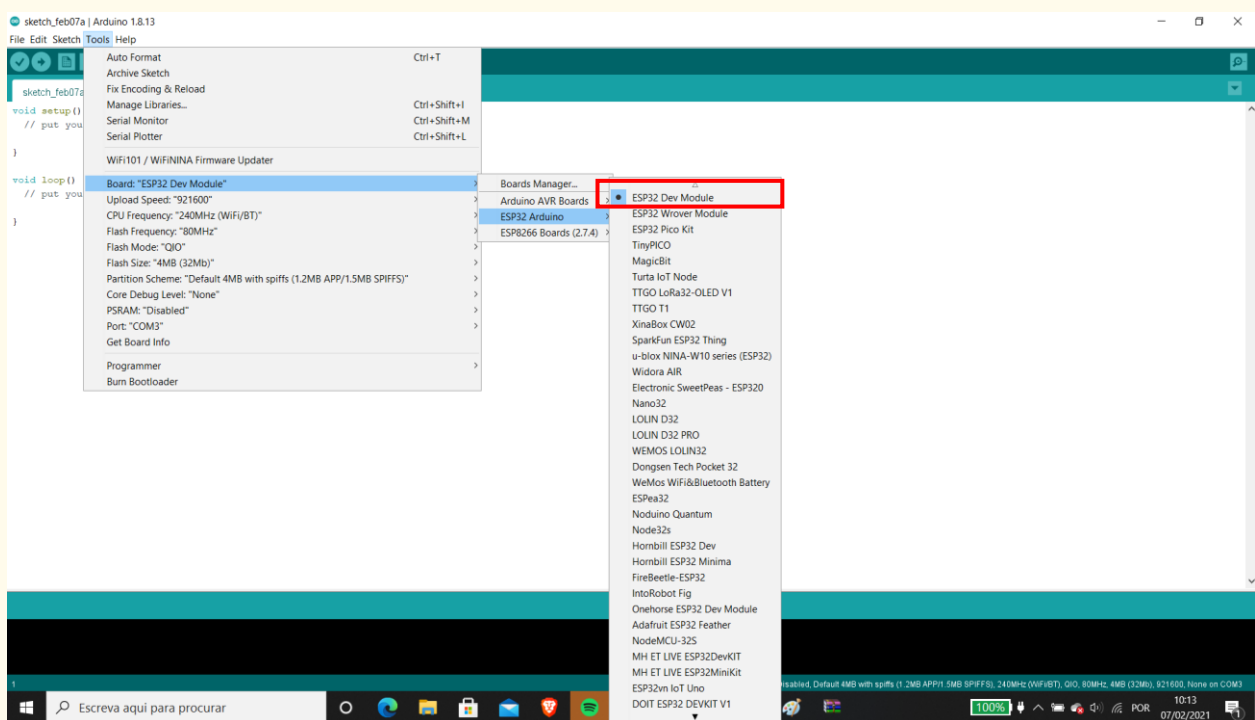 sketch_feb07a | Arduino 1.8.13
File Edit Sketch Tools Help
sketch_feb07a
void setup()
// put you
}
void loop()
// put you
}
Auto Format Ctrl+T
Archive Sketch
Fix Encoding & Reload
Manage Libraries... Ctrl+Shift+I
Serial Monitor Ctrl+Shift+M
Serial Plotter Ctrl+Shift+L
WiFi101 / WiFiNINA Firmware Updater
Board: "ESP32 Dev Module"
Upload Speed: "921600"
CPU Frequency: "240MHz (WiFi/BT)"
Flash Frequency: "80MHz"
Flash Mode: "QIO"
Flash Size: "4MB (32Mb)"
Partition Scheme: "Default 4MB with spiffs (1.2MB APP/1.5MB SPIFFS)"
Core Debug Level: "None"
PSRAM: "Disabled"
Port: "COM3"
Get Board Info
Programmer
Burn Bootloader
Boards Manager...
Arduino AVR Boards
ESP32 Arduino
ESP8266 Boards (2.7.4)
ESP32 Dev Module
ESP32 Wrover Module
ESP32 Pico Kit
TinyPICO
MagicBit
Turta IoT Node
TTGO LoRa32-OLED V1
TTGO T1
XinaBox CW02
SparkFun ESP32 Thing
u-blox NINA-W10 series (ESP32)
Widora AIR
Electronic SweetPeas - ESP320
Nano32
LOLIN D32
LOLIN D32 PRO
WEMOS LOLIN32
Dongsen Tech Pocket 32
WeMos WiFi&Bluetooth Battery
ESPea32
Noduino Quantum
Node32s
Hornbill ESP32 Dev
Hornbill ESP32 Minima
FireBeetle-ESP32
IntoRobot Fig
Onehorse ESP32 Dev Module
Adafruit ESP32 Feather
NodeMCU-32S
MH ET LIVE ESP32DevKIT
MH ET LIVE ESP32MiniKit
ESP32vn IoT Uno
DOIT ESP32 DEVKIT V1
1
isabled, Default 4MB with spiffs (1.2MB APP/1.5MB SPIFFS), 240MHz (WiFi/BT), QIO, 80MHz, 4MB (32Mb), 921600, None on COM3
Escreva aqui para procurar
100%
POR
10:13
07/02/2021